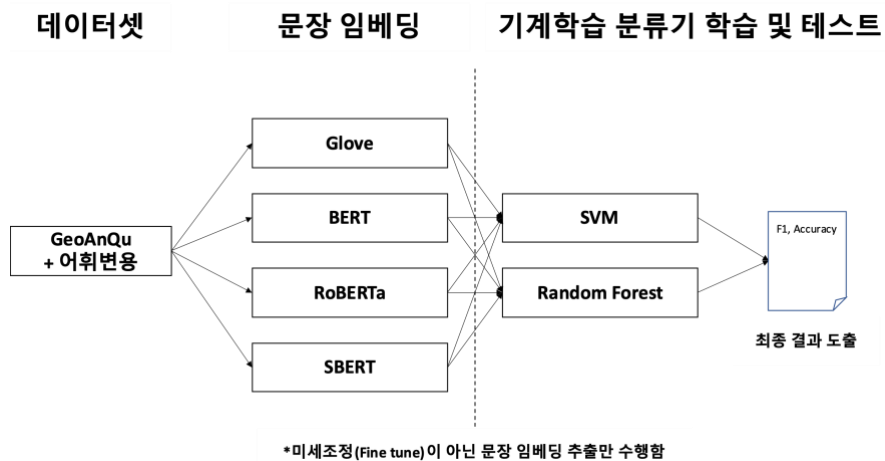 데이터셋
문장 임베딩
기계학습 분류기 학습 및 테스트
GeoAnQu
+ 어휘변용
Glove
BERT
RoBERTa
SBERT
SVM
Random Forest
F1, Accuracy
최종 결과 도출
*미세조정(Fine tune)이 아닌 문장 임베딩 추출만 수행함